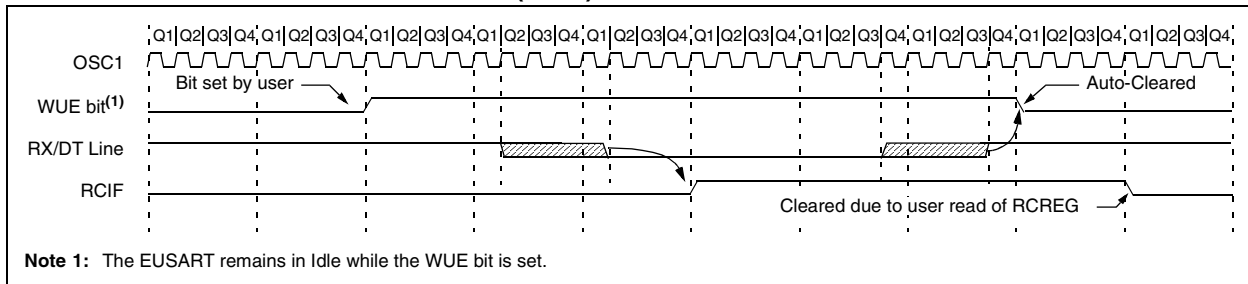 Q1|Q2|Q3|Q4|Q1|Q2|Q3|Q4|Q1|Q2|Q3|Q4|Q1|Q2|Q3|Q4|Q1|Q2|Q3|Q4|Q1|Q2|Q3|Q4|Q1|Q2|Q3|Q4|Q1|Q2|Q3|Q4|Q1|Q2|Q3|Q4|Q1|Q2|Q3|Q4
OSC1
Bit set by user
Auto-Cleared
WUE bit(1)
RX/DT Line
RCIF
Cleared due to user read of RCREG
Note 1: The EUSART remains in Idle while the WUE bit is set.